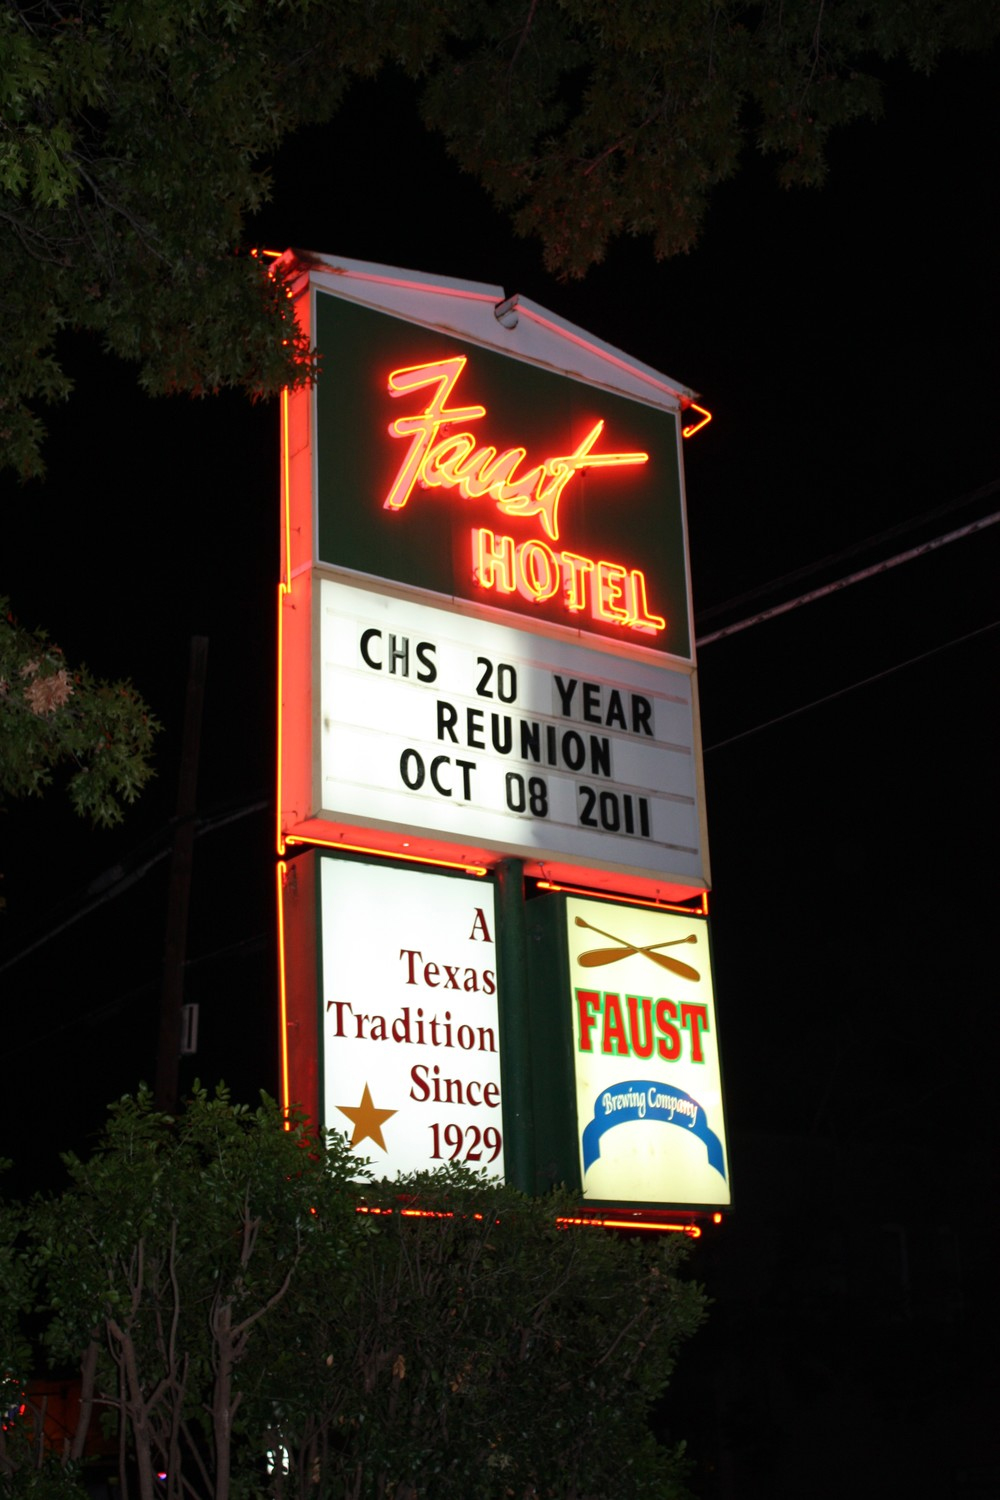 Faust
HOTEL
CHS 20 YEAR
REUNION
OCT 08 2011
A
Texas
Tradition
Since
1929
FAUST
Brewing Company